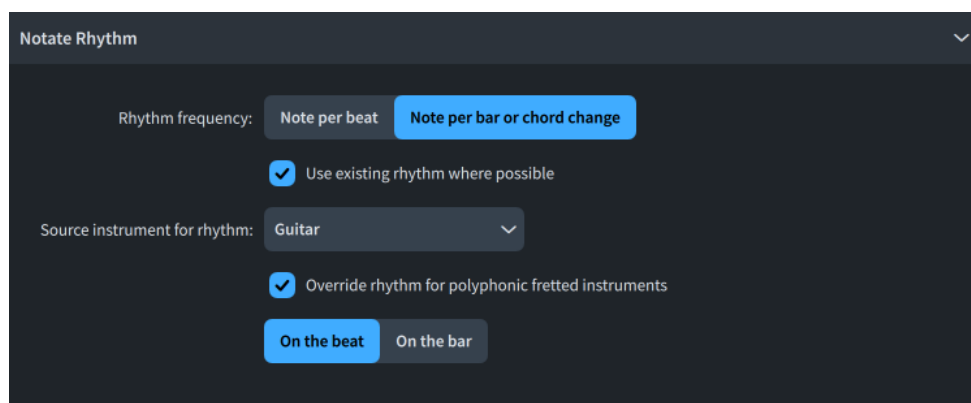 Notate Rhythm
Rhythm frequency: Note per beat Note per bar or chord change
Use existing rhythm where possible
Source instrument for rhythm: Guitar
Override rhythm for polyphonic fretted instruments
On the beat On the bar